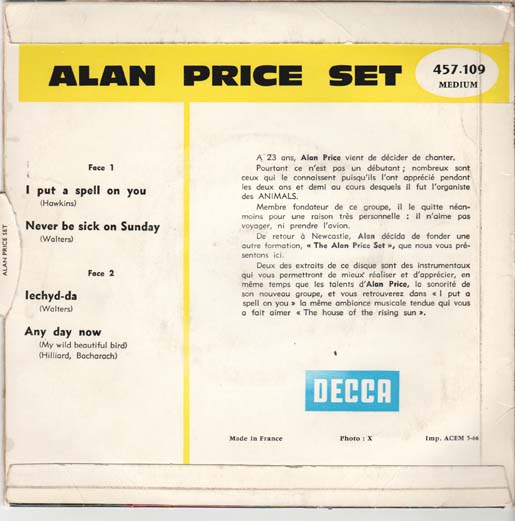 ALAN PRICE SET
457.109
MEDIUM
ALAN PRICE SET
Face 1
I put a spell on you
(Hawkins)
Never be sick on Sunday
(Walters)
Face 2
Iechyd-da
(Walters)
Any day now
(My wild beautiful bird)
(Hilliard, Bacharach)
A 23 ans, Alan Price vient de décider de chanter.
Pourtant ce n'est pas un débutant ; nombreux sont
ceux qui le connaissent puisqu'ils l'ont apprécié pendant
les deux ans et demi au cours desquels il fut l'organiste
des ANIMALS.
Membre fondateur de ce groupe, il le quitte néan-
moins pour une raison très personnelle : il n'aime pas
voyager, ni prendre l'avion.
De retour à Newcastle, Alan décida de fonder une
autre formation, « The Alan Price Set », que nous vous pré-
sentons ici.
Deux des extraits de ce disque sont des instrumentaux
qui vous permettront de mieux réaliser et d'apprécier, en
même temps que les talents d'Alan Price, la sonorité de
son nouveau groupe, et vous retrouverez dans « I put a
spell on you » la même ambiance musicale tendue qui vous
a fait aimer « The house of the rising sun ».
DECCA
Made in France
Photo : X
Imp. ACEM 5-66